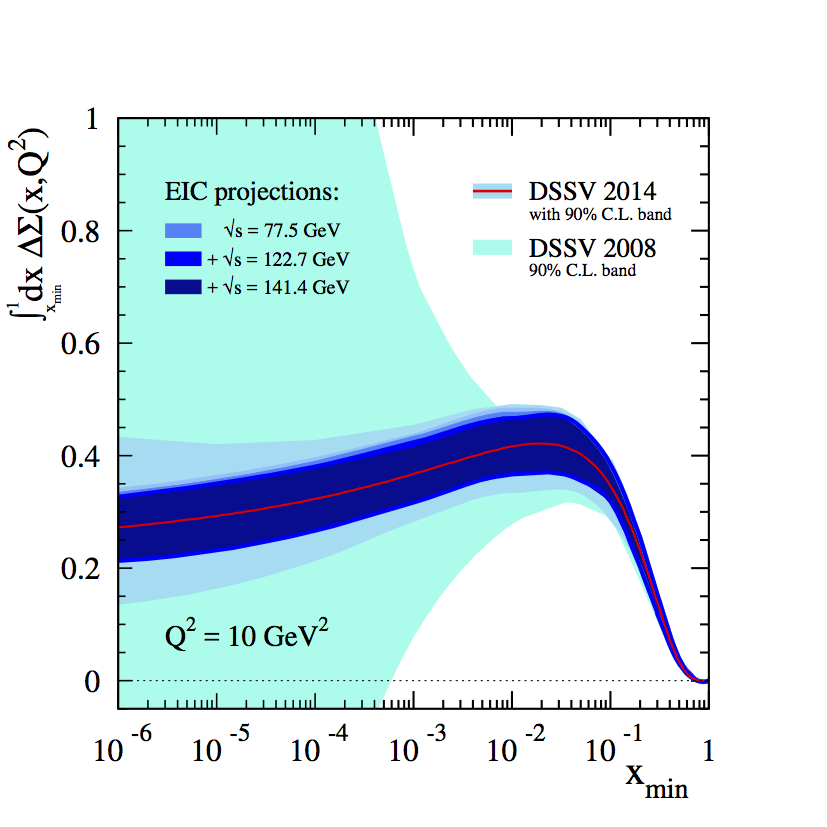 ∫¹ₓₘᵢₙ dx ΔΣ(x,Q²)
1
0.8
0.6
0.4
0.2
0
EIC projections:
√s = 77.5 GeV
+ √s = 122.7 GeV
+ √s = 141.4 GeV
DSSV 2014
with 90% C.L. band
DSSV 2008
90% C.L. band
Q² = 10 GeV²
10⁻⁶ 10⁻⁵ 10⁻⁴ 10⁻³ 10⁻² 10⁻¹ 1
xₘᵢₙ